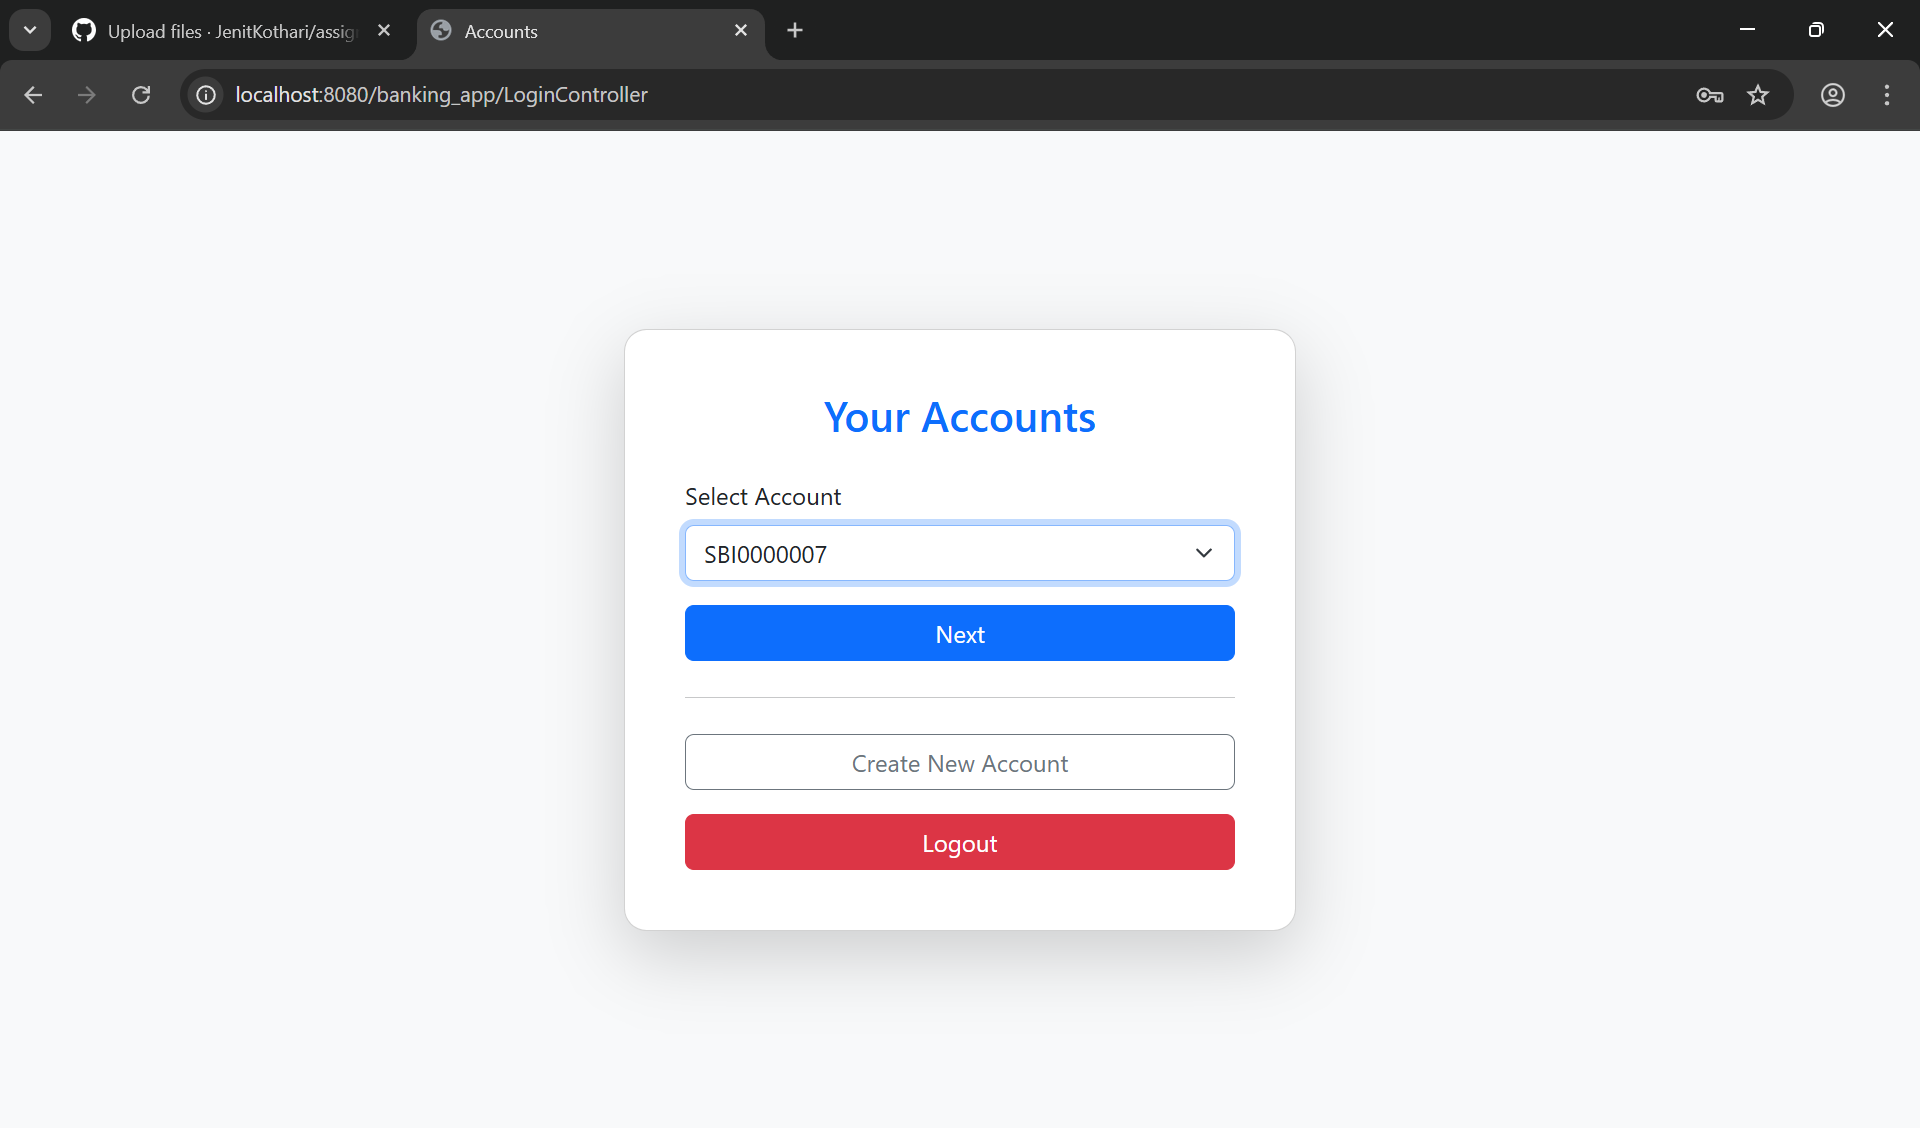 Upload files · JenitKothari/assig
Accounts
localhost:8080/banking_app/LoginController
Your Accounts
Select Account
SBI0000007
Next
Create New Account
Logout